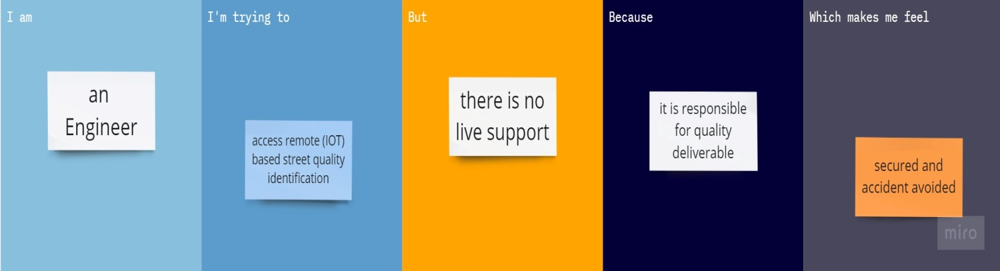 I am
an
Engineer
I'm trying to
access remote (IOT)
based street quality
identification
But
there is no
live support
Because
it is responsible
for quality
deliverable
Which makes me feel
secured and
accident avoided
miro